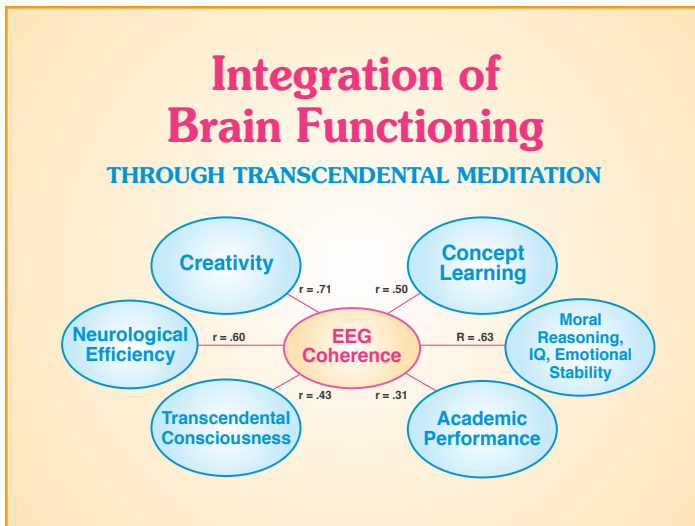 Integration of
Brain Functioning
THROUGH TRANSCENDENTAL MEDITATION
Creativity
Concept
Learning
r = .71
r = .50
Neurological
Efficiency
r = .60
EEG
Coherence
R = .63
Moral
Reasoning,
IQ, Emotional
Stability
r = .43
r = .31
Transcendental
Consciousness
Academic
Performance